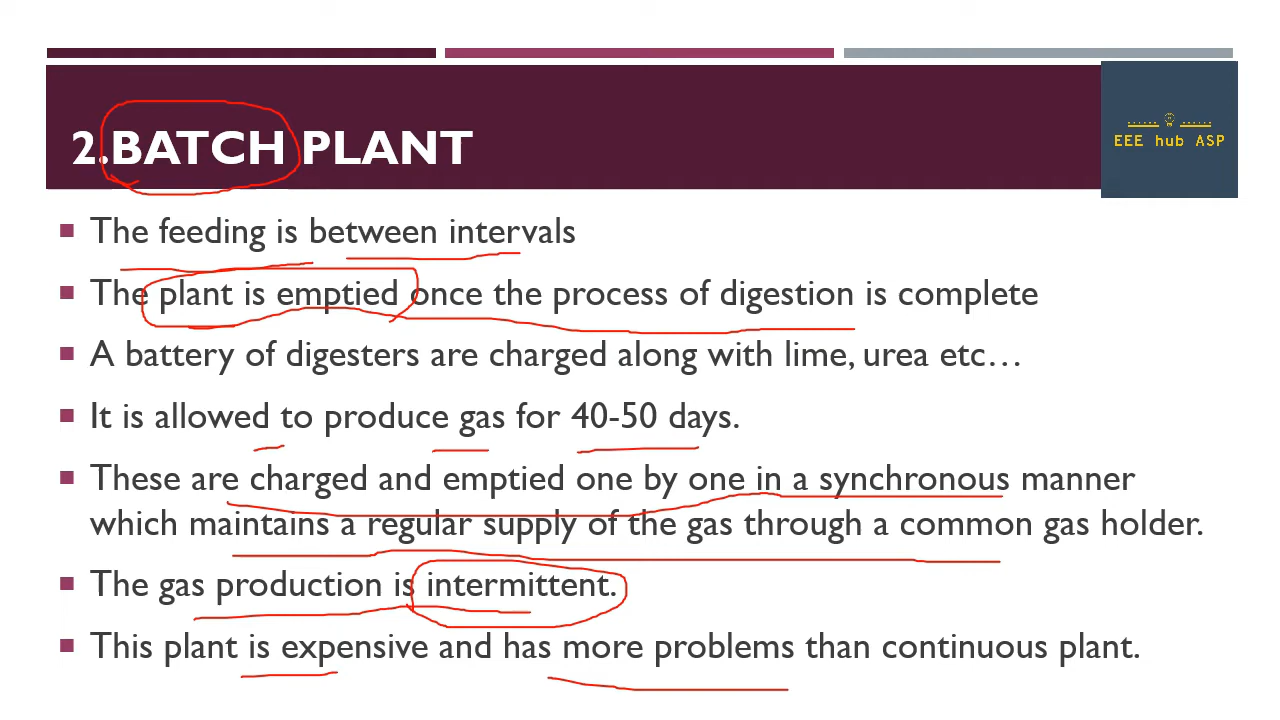 2.BATCH PLANT
...... ......
EEE hub ASP
The feeding is between intervals
The plant is emptied once the process of digestion is complete
A battery of digesters are charged along with lime, urea etc…
It is allowed to produce gas for 40-50 days.
These are charged and emptied one by one in a synchronous manner
which maintains a regular supply of the gas through a common gas holder.
The gas production is intermittent.
This plant is expensive and has more problems than continuous plant.